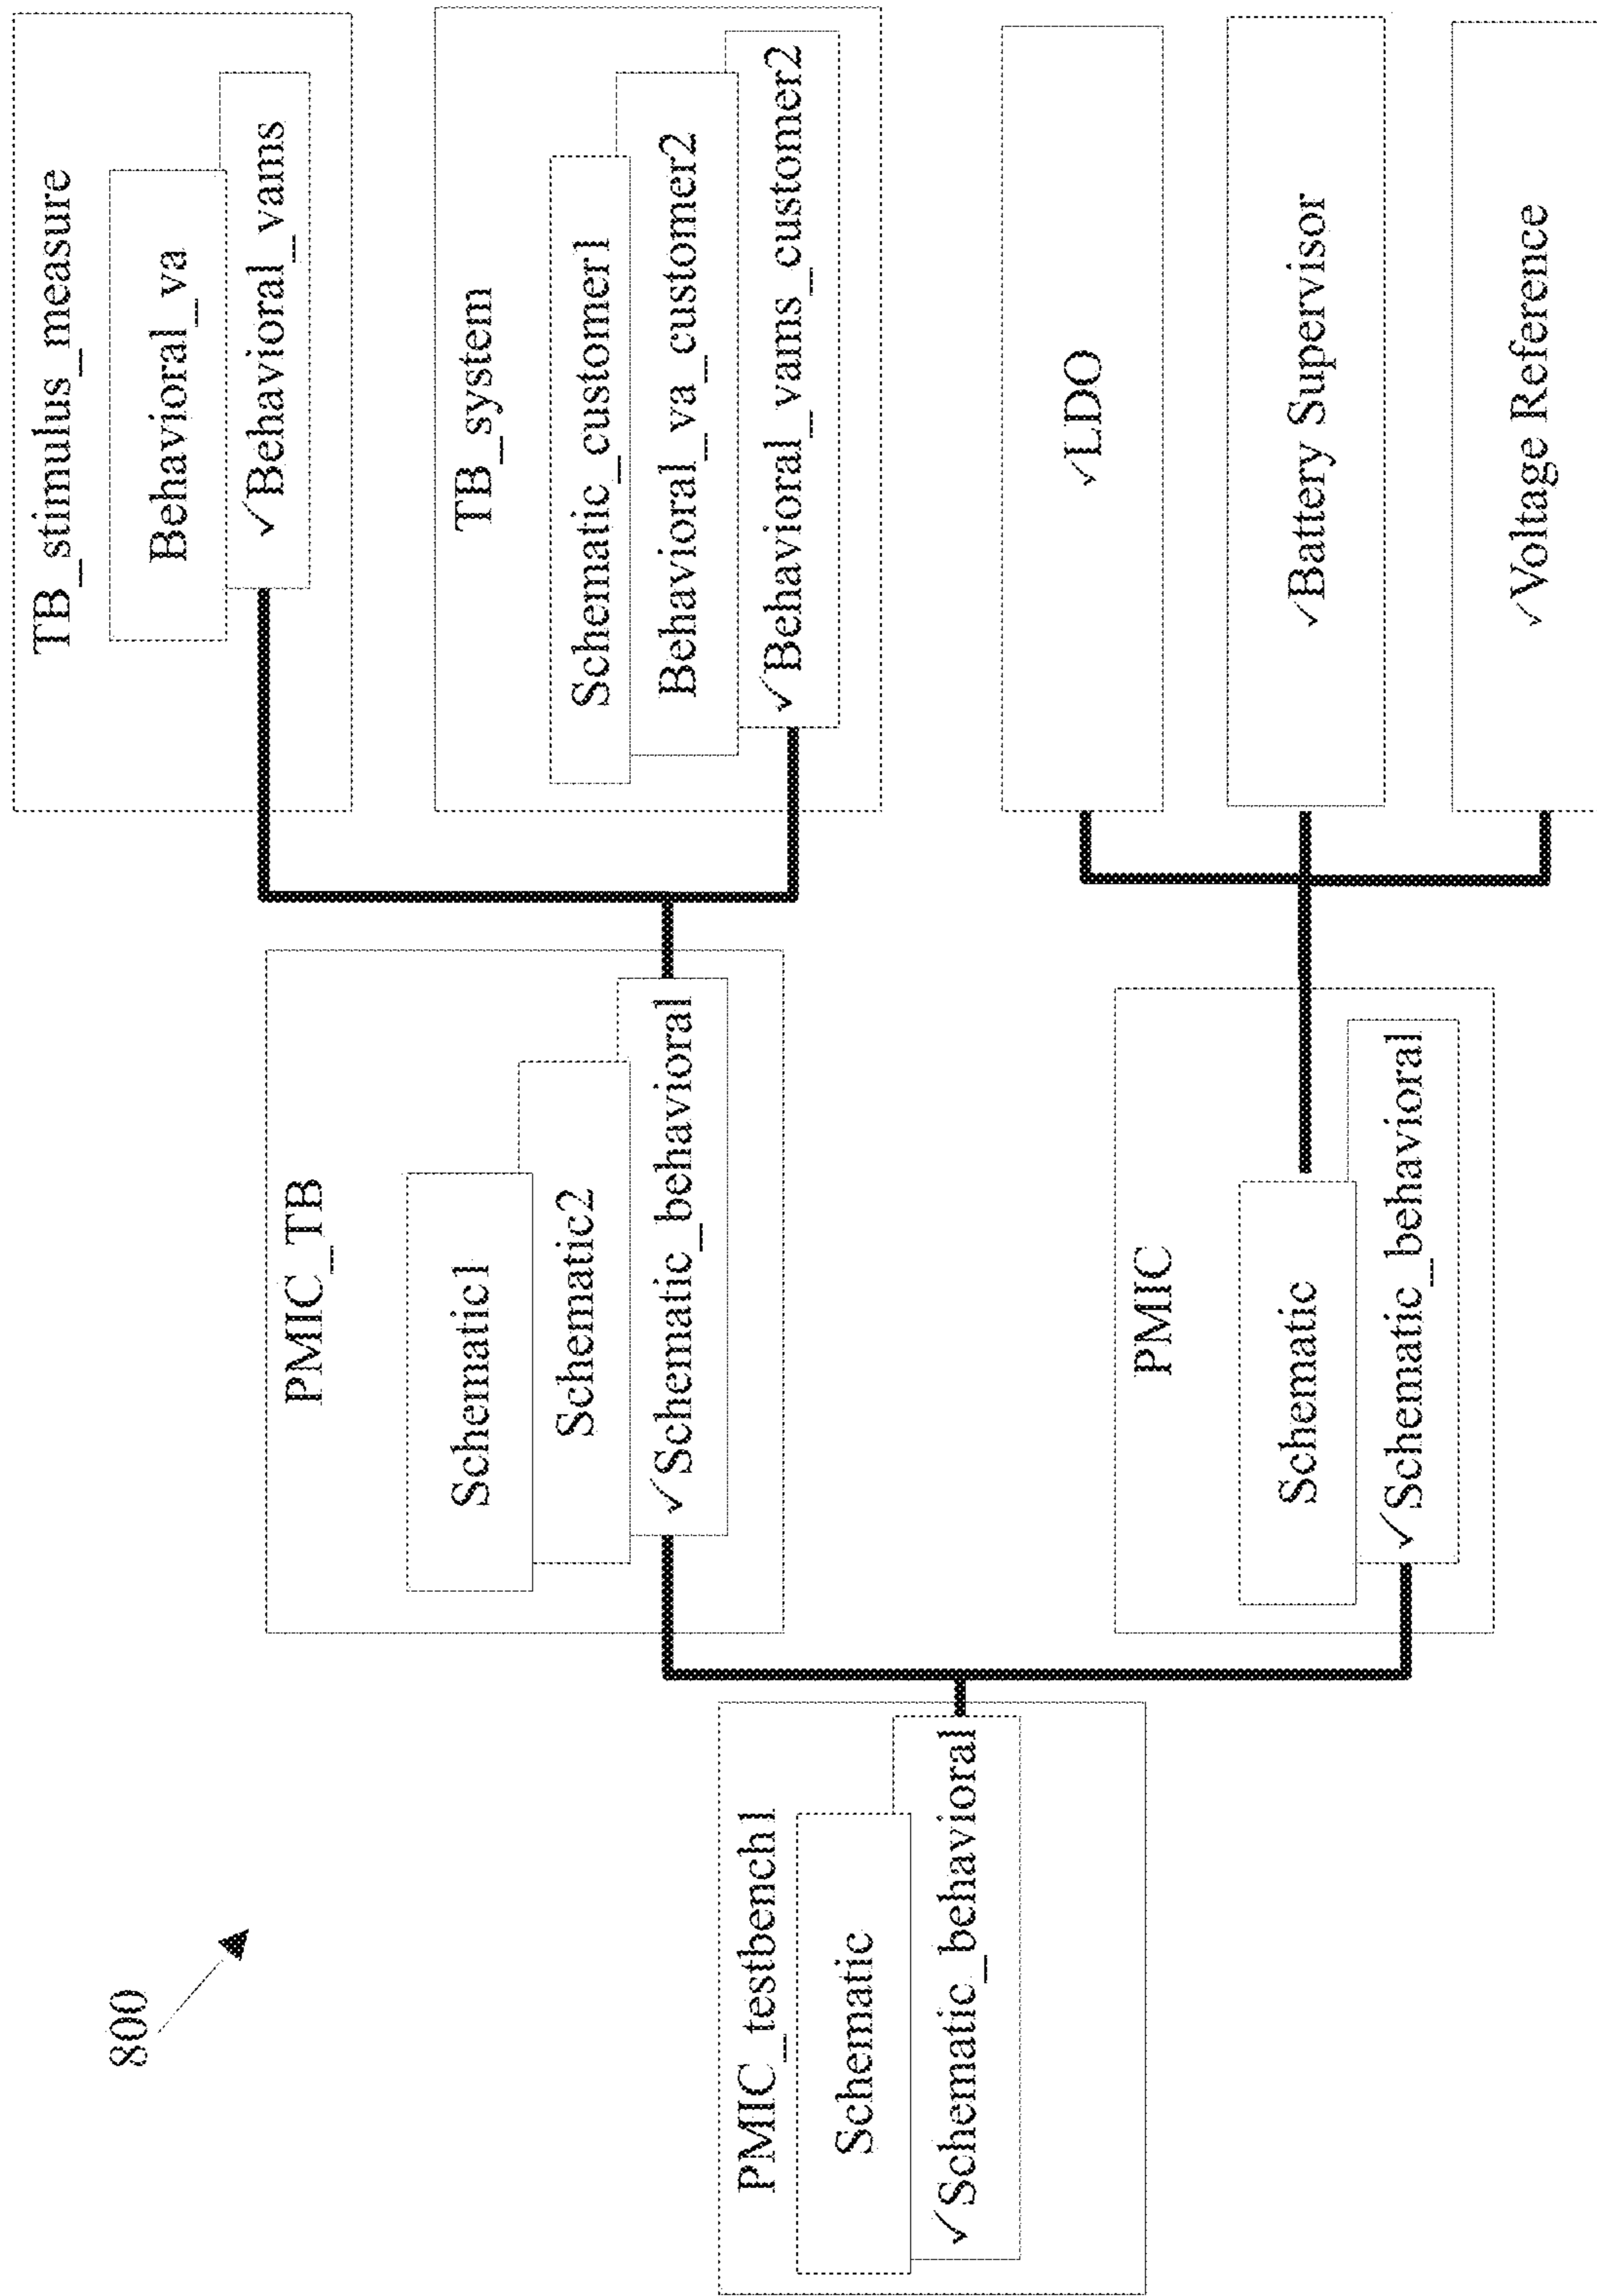 800
PMIC_testbench1
Schematic
✓Schematic_behavioral
PMIC_TB
Schematic1
Schematic2
✓Schematic_behavioral
PMIC
Schematic
✓Schematic_behavioral
TB_stimulus_measure
Behavioral_va
✓Behavioral_vams
TB_system
Schematic_customer1
Behavioral_va_customer2
✓Behavioral_vams_customer2
✓LDO
✓Battery Supervisor
✓Voltage Reference